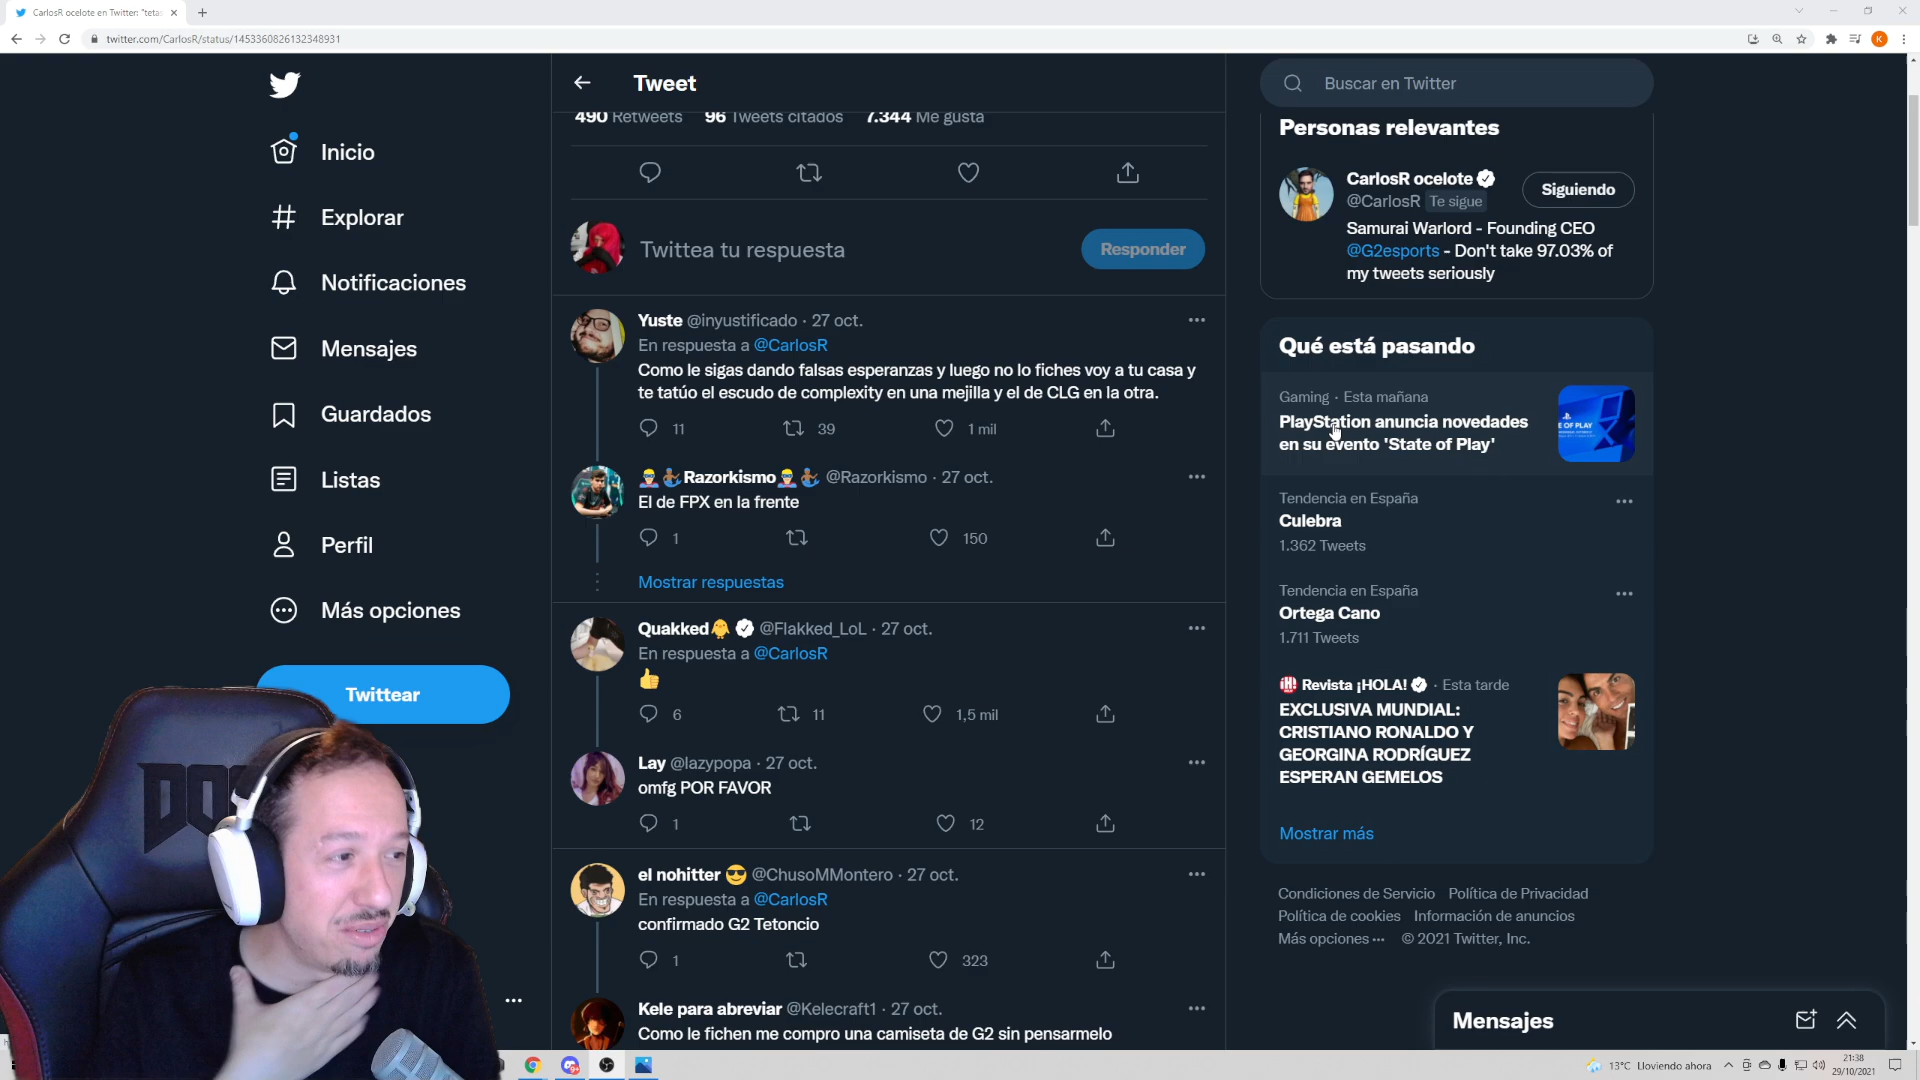 CarlosR ocelote en Twitter: "tetas
twitter.com/CarlosR/status/1453360826132348931
K
Tweet
Buscar en Twitter
490 Retweets 96 Tweets citados 7.344 Me gusta
Inicio
Explorar
Notificaciones
Mensajes
Guardados
Listas
Perfil
Más opciones
Twittear
Twittea tu respuesta
Responder
Yuste @inyustificado · 27 oct.
En respuesta a @CarlosR
Como le sigas dando falsas esperanzas y luego no lo fiches voy a tu casa y
te tatúo el escudo de complexity en una mejilla y el de CLG en la otra.
11 39 1 mil
Razorkismo @Razorkismo · 27 oct.
El de FPX en la frente
1 150
Mostrar respuestas
Quakked @Flakked_LoL · 27 oct.
En respuesta a @CarlosR
👍
6 11 1,5 mil
Lay @lazypopa · 27 oct.
omfg POR FAVOR
1 12
el nohitter 😎 @ChusoMMontero · 27 oct.
En respuesta a @CarlosR
confirmado G2 Tetoncio
1 323
Kele para abreviar @Kelecraft1 · 27 oct.
Como le fichen me compro una camiseta de G2 sin pensarmelo
Personas relevantes
CarlosR ocelote
Siguiendo
@CarlosR Te sigue
Samurai Warlord - Founding CEO
@G2esports - Don't take 97.03% of
my tweets seriously
Qué está pasando
Gaming · Esta mañana
PlayStation anuncia novedades
en su evento 'State of Play'
E OF PLAY
Tendencia en España
Culebra
1.362 Tweets
Tendencia en España
Ortega Cano
1.711 Tweets
Revista ¡HOLA! · Esta tarde
EXCLUSIVA MUNDIAL:
CRISTIANO RONALDO Y
GEORGINA RODRÍGUEZ
ESPERAN GEMELOS
Mostrar más
Condiciones de Servicio Política de Privacidad
Política de cookies Información de anuncios
Más opciones ··· © 2021 Twitter, Inc.
Mensajes
13°C Lloviendo ahora
21:38
29/10/2021